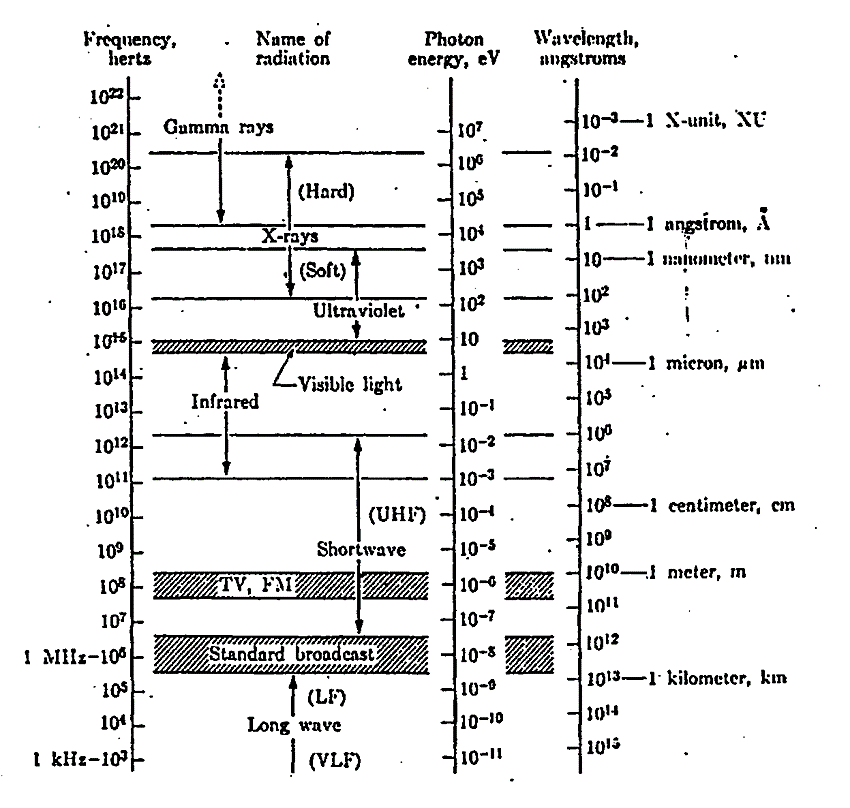 Frequency, hertz
Name of radiation
Photon energy, eV
Wavelength, angstroms
10²²
10²¹
10²⁰
10¹⁹
10¹⁸
10¹⁷
10¹⁶
10¹⁵
10¹⁴
10¹³
10¹²
10¹¹
10¹⁰
10⁹
10⁸
10⁷
1 MHz–10⁶
10⁵
10⁴
1 kHz–10³
Gamma rays
(Hard)
X-rays
(Soft)
Ultraviolet
Visible light
Infrared
(UHF)
Shortwave
TV, FM
Standard broadcast
(LF)
Long wave
(VLF)
10⁷
10⁶
10⁵
10⁴
10³
10²
10
1
10⁻¹
10⁻²
10⁻³
10⁻⁴
10⁻⁵
10⁻⁶
10⁻⁷
10⁻⁸
10⁻⁹
10⁻¹⁰
10⁻¹¹
10⁻³—1 X-unit, XU
10⁻²
10⁻¹
1—1 angstrom, Å
10—1 nanometer, nm
10²
10³
10⁴—1 micron, μm
10⁵
10⁶
10⁷
10⁸—1 centimeter, cm
10⁹
10¹⁰—1 meter, m
10¹¹
10¹²
10¹³—1 kilometer, km
10¹⁴
10¹⁵